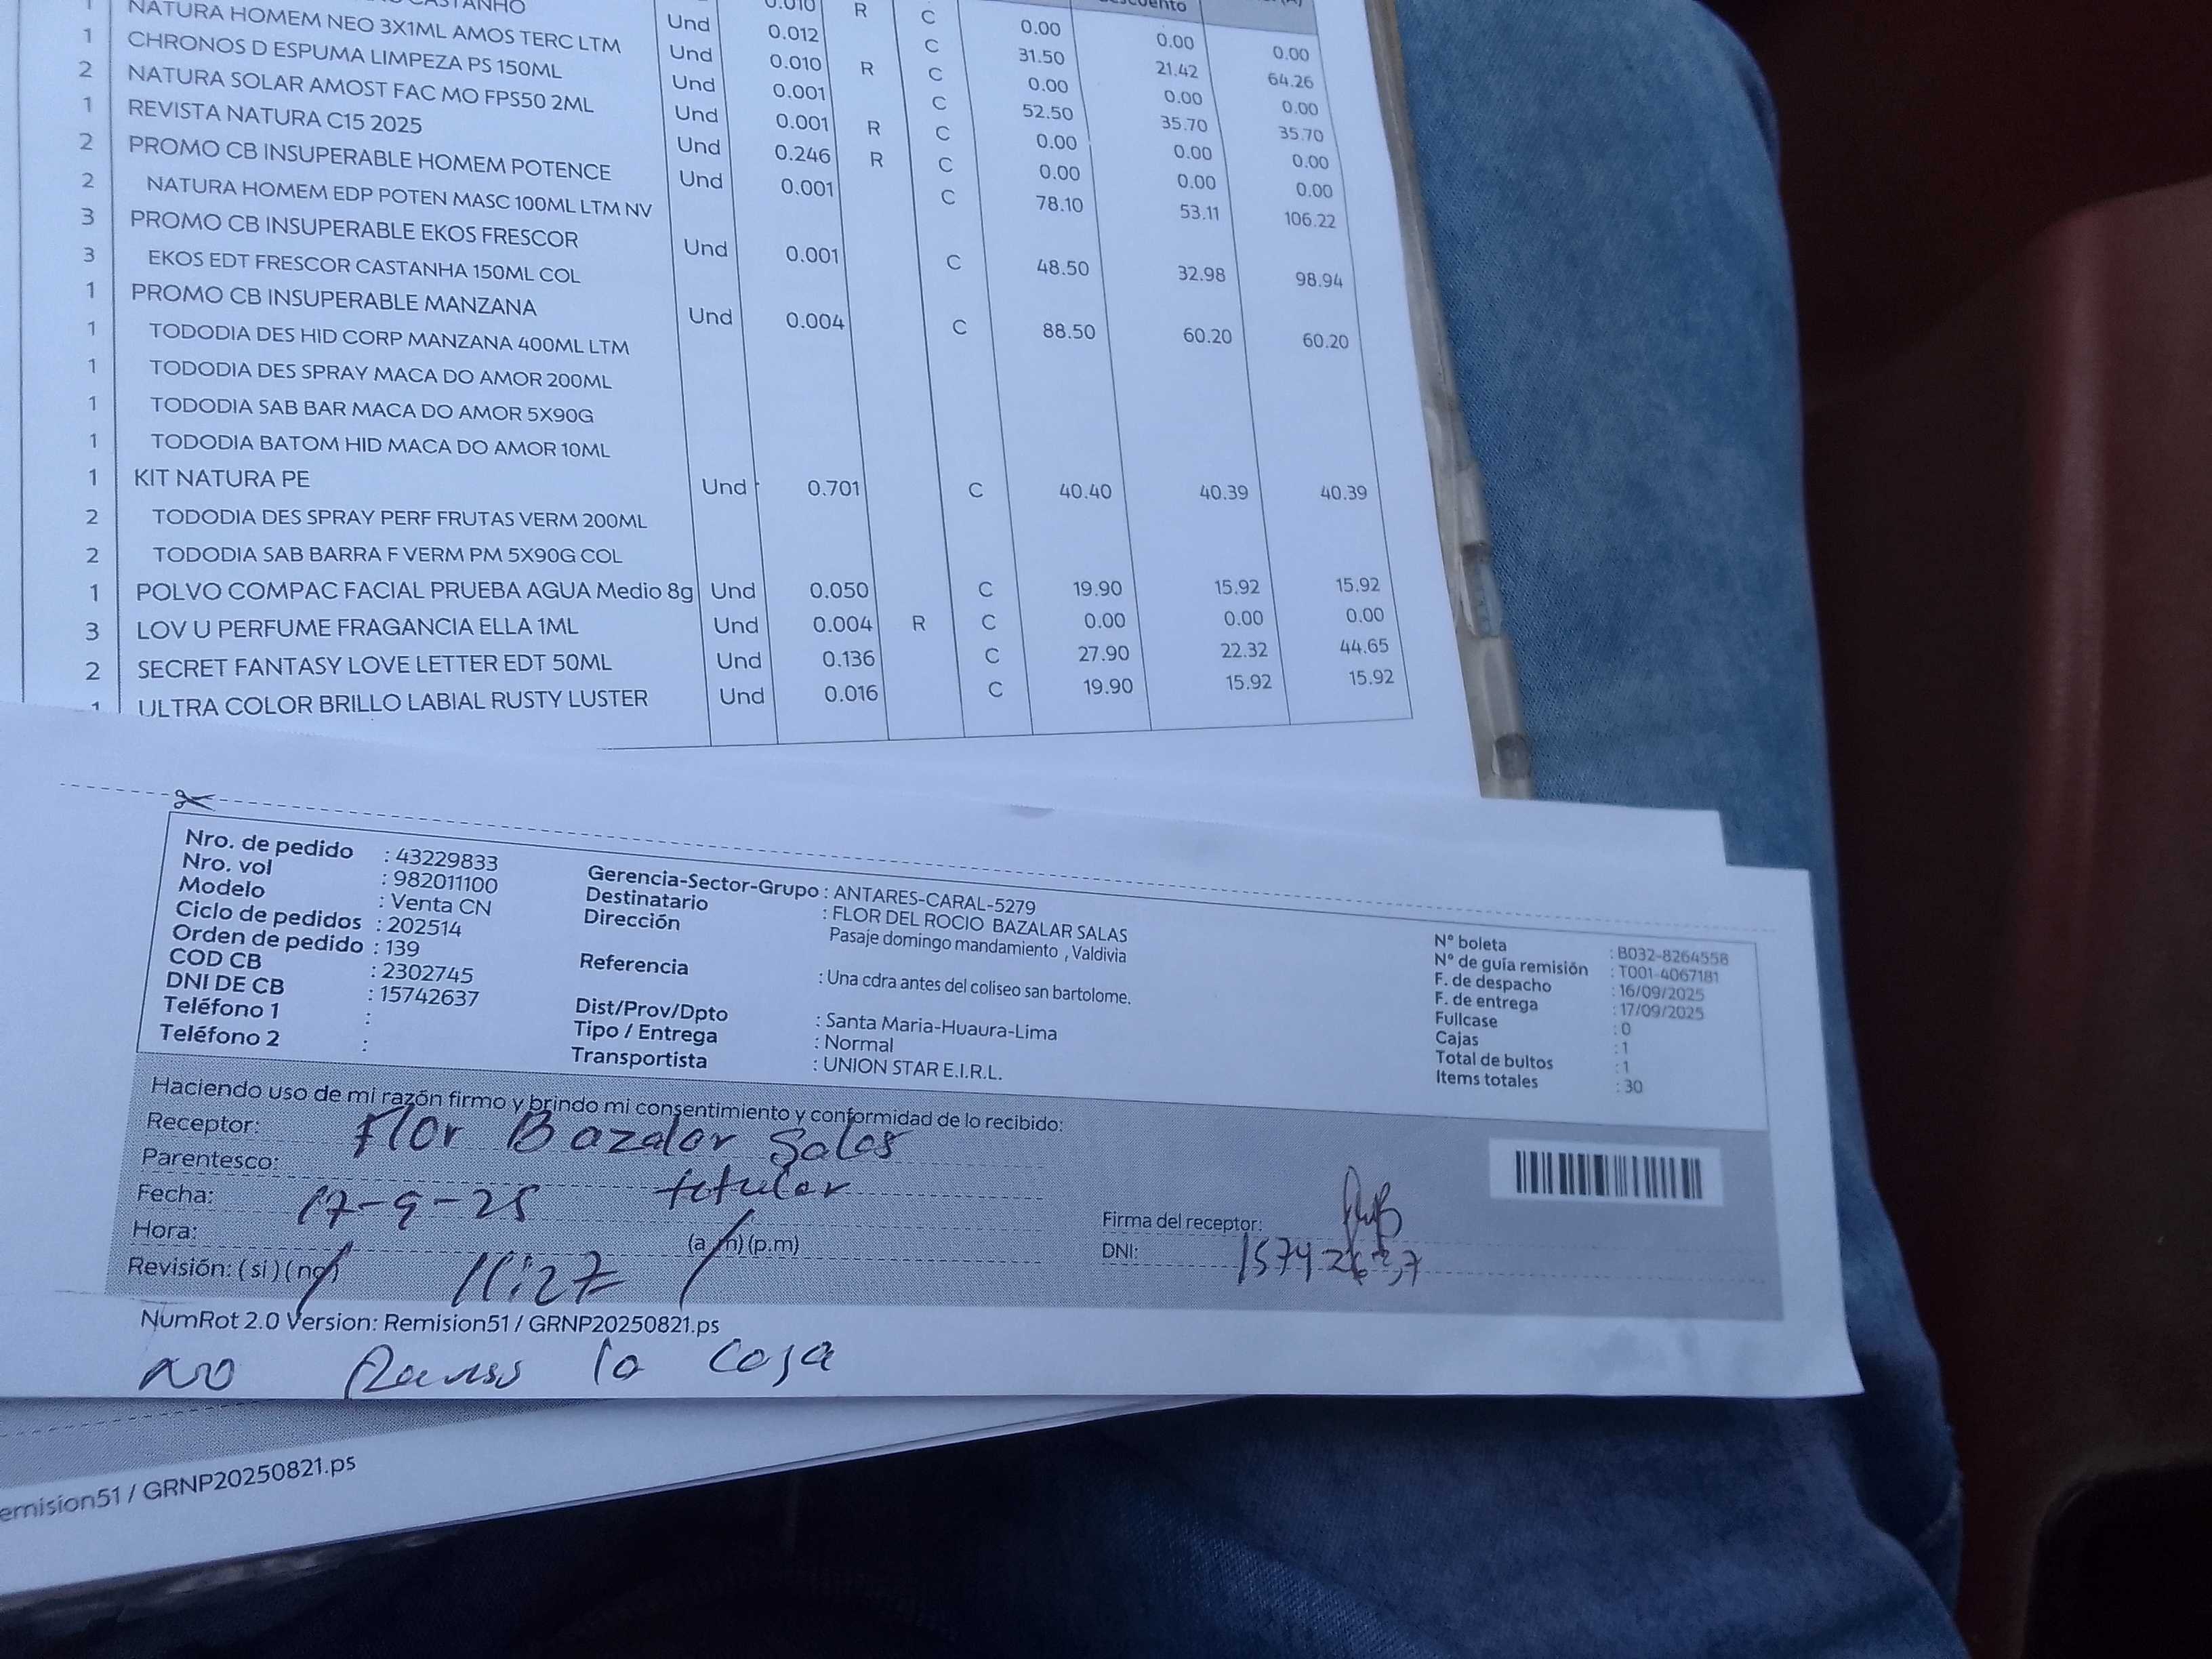 CASTANHO 0.010 R C
1 NATURA HOMEM NEO 3X1ML AMOS TERC LTM Und 0.012 C 0.00 0.00 0.00
1 CHRONOS D ESPUMA LIMPEZA PS 150ML Und 0.010 R C 31.50 21.42 64.26
2 NATURA SOLAR AMOST FAC MO FPS50 2ML Und 0.001 C 0.00 0.00 0.00
1 REVISTA NATURA C15 2025 Und 0.001 R C 52.50 35.70 35.70
2 PROMO CB INSUPERABLE HOMEM POTENCE Und 0.246 R C 0.00 0.00 0.00
2 NATURA HOMEM EDP POTEN MASC 100ML LTM NV Und 0.001 C 0.00 0.00 0.00
78.10 53.11 106.22
3 PROMO CB INSUPERABLE EKOS FRESCOR Und 0.001 C 48.50 32.98 98.94
3 EKOS EDT FRESCOR CASTANHA 150ML COL
1 PROMO CB INSUPERABLE MANZANA Und 0.004 C 88.50 60.20 60.20
1 TODODIA DES HID CORP MANZANA 400ML LTM
1 TODODIA DES SPRAY MACA DO AMOR 200ML
1 TODODIA SAB BAR MACA DO AMOR 5X90G
1 TODODIA BATOM HID MACA DO AMOR 10ML
1 KIT NATURA PE Und 0.701 C 40.40 40.39 40.39
2 TODODIA DES SPRAY PERF FRUTAS VERM 200ML
2 TODODIA SAB BARRA F VERM PM 5X90G COL
1 POLVO COMPAC FACIAL PRUEBA AGUA Medio 8g Und 0.050 C 19.90 15.92 15.92
3 LOV U PERFUME FRAGANCIA ELLA 1ML Und 0.004 R C 0.00 0.00 0.00
2 SECRET FANTASY LOVE LETTER EDT 50ML Und 0.136 C 27.90 22.32 44.65
1 ULTRA COLOR BRILLO LABIAL RUSTY LUSTER Und 0.016 C 19.90 15.92 15.92
Nro. de pedido : 43229833
Nro. vol : 982011100
Modelo : Venta CN
Ciclo de pedidos : 202514
Orden de pedido : 139
COD CB : 2302745
DNI DE CB : 15742637
Teléfono 1 :
Teléfono 2 :
Gerencia-Sector-Grupo : ANTARES-CARAL-5279
Destinatario : FLOR DEL ROCIO BAZALAR SALAS
Dirección Pasaje domingo mandamiento , Valdivia
Referencia : Una cdra antes del coliseo san bartolome.
Dist/Prov/Dpto : Santa Maria-Huaura-Lima
Tipo / Entrega : Normal
Transportista : UNION STAR E.I.R.L.
N° boleta : B032-8264558
N° de guía remisión : T001-4067181
F. de despacho : 16/09/2025
F. de entrega : 17/09/2025
Fullcase : 0
Cajas : 1
Total de bultos : 1
Items totales : 30
Haciendo uso de mi razón firmo y brindo mi consentimiento y conformidad de lo recibido:
Receptor: Flor Bazalar Salas
Parentesco: titular
Fecha: 17-9-25
Hora: 11:27 (a.m) (p.m)
Revisión: (si) (no)
Firma del receptor:
DNI: 15742637
NumRot 2.0 Version: Remision51 / GRNP20250821.ps
no la caja
emision51 / GRNP20250821.ps